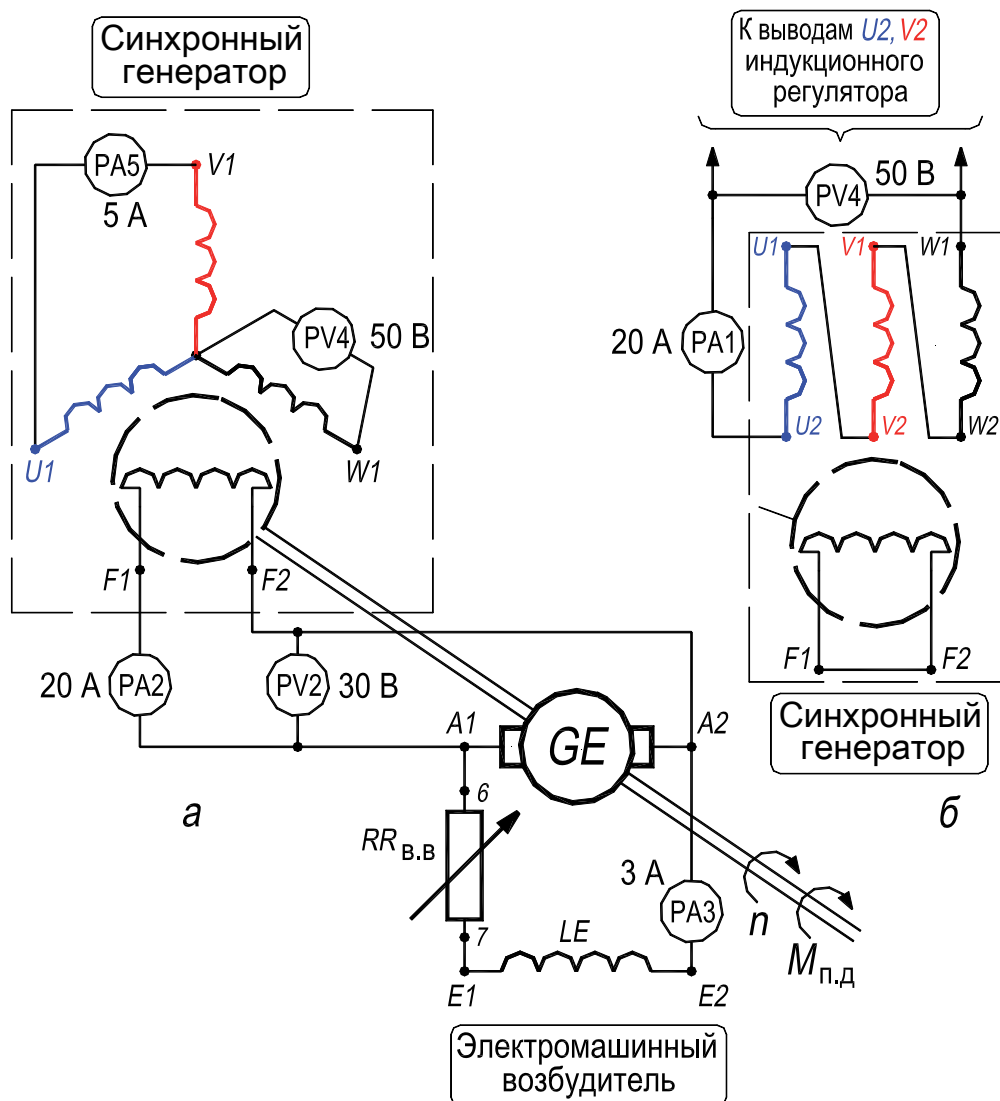 Синхронный
генератор
PA5
5 А
V1
PV4
50 В
U1
W1
F1
F2
20 А
PA2
PV2
30 В
A1
GE
A2
а
6
RR в.в
7
LE
E1
E2
3 А
PA3
n
Mп.д
Электромашинный
возбудитель
К выводам U2, V2
индукционного
регулятора
PV4
50 В
U1
V1
W1
20 А
PA1
U2
V2
W2
F1
F2
Синхронный
генератор
б